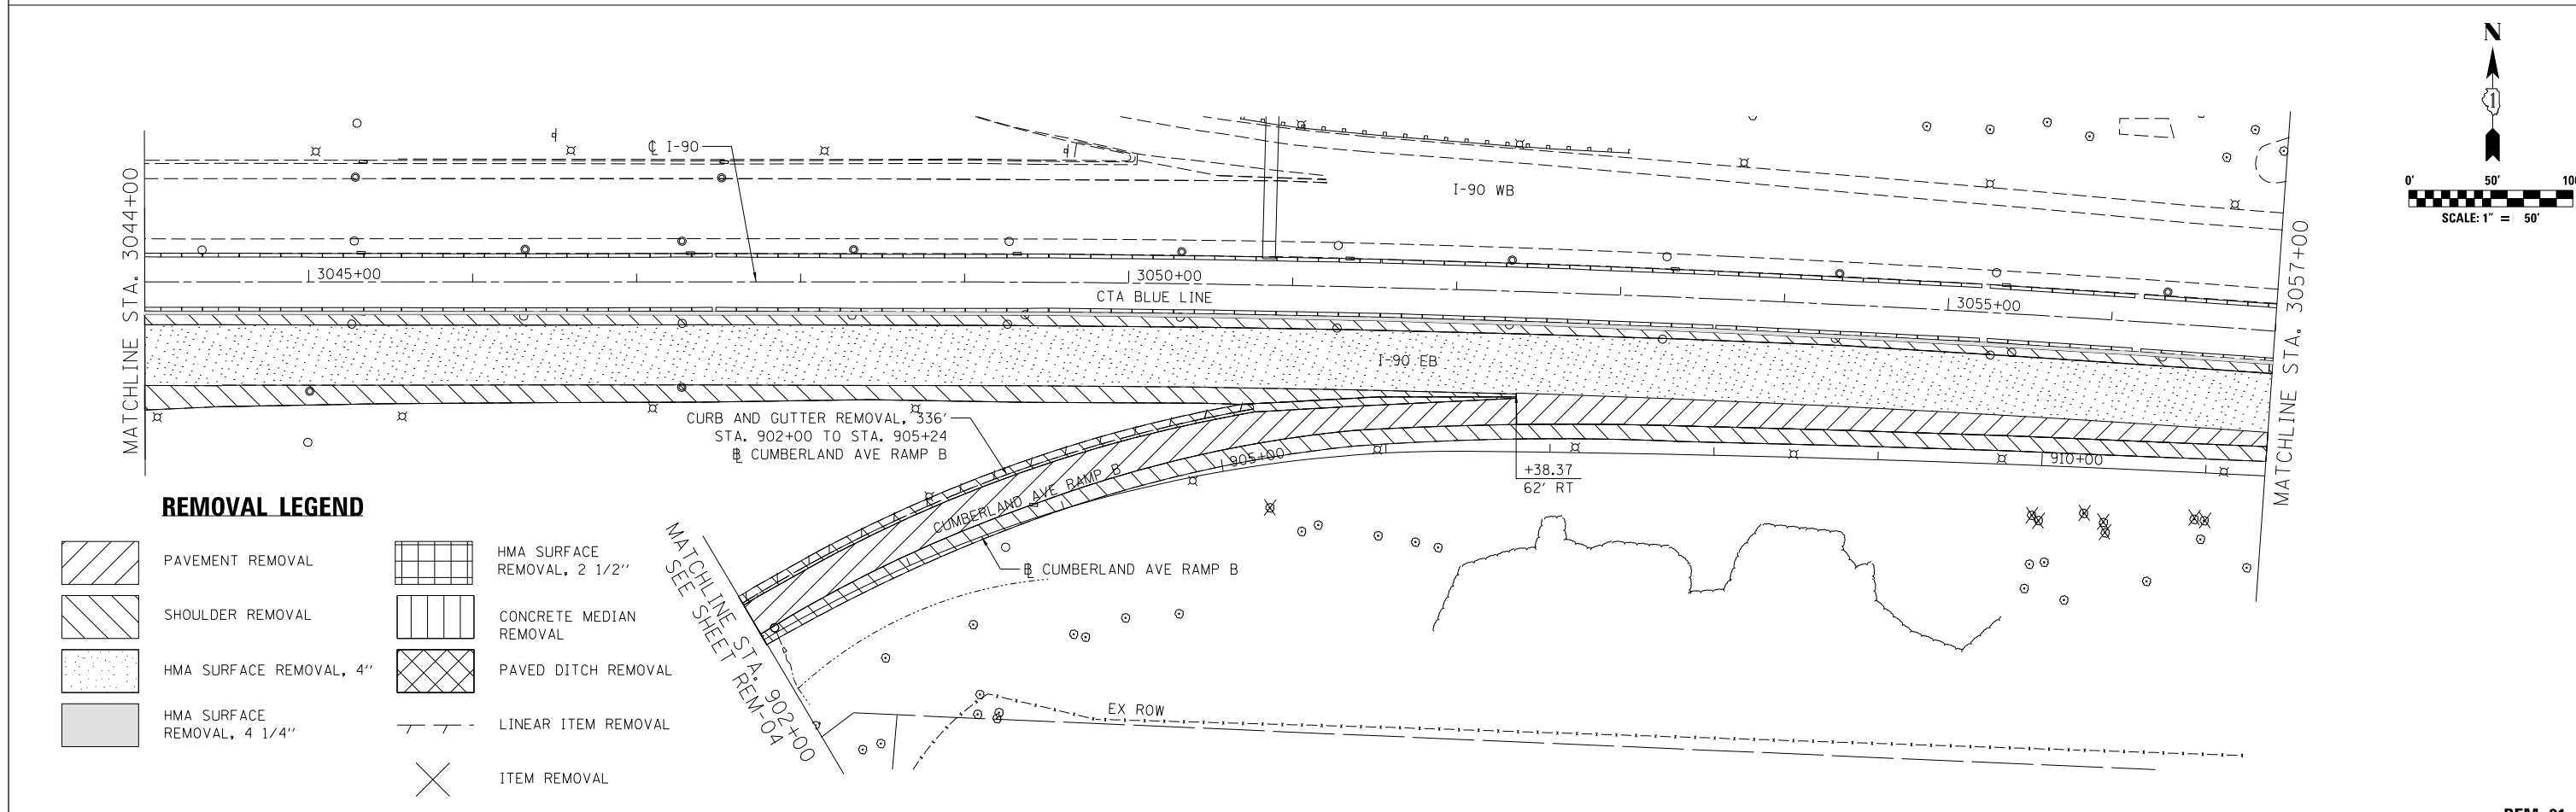 N
1
0' 50' 10
SCALE: 1" = 50'
MATCHLINE STA. 3044+00
℄ I-90
I-90 WB
3045+00
3050+00
CTA BLUE LINE
3055+00
MATCHLINE STA. 3057+00
I-90 EB
CURB AND GUTTER REMOVAL, 336'
STA. 902+00 TO STA. 905+24
BL CUMBERLAND AVE RAMP B
905+00
+38.37
62' RT
910+00
CUMBERLAND AVE RAMP B
BL CUMBERLAND AVE RAMP B
MATCHLINE STA. 902+00
SEE SHEET REM-04
EX ROW
REMOVAL LEGEND
PAVEMENT REMOVAL
SHOULDER REMOVAL
HMA SURFACE REMOVAL, 4"
HMA SURFACE
REMOVAL, 4 1/4"
HMA SURFACE
REMOVAL, 2 1/2"
CONCRETE MEDIAN
REMOVAL
PAVED DITCH REMOVAL
LINEAR ITEM REMOVAL
ITEM REMOVAL